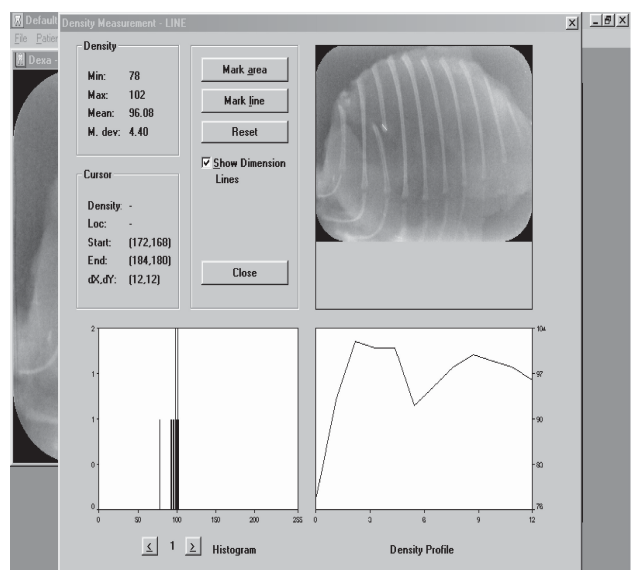 Default
Density Measurement - LINE
File Patien
Dexa -
Density
Min: 78
Max: 102
Mean: 96.08
M. dev: 4.40
Cursor
Density: -
Loc: -
Start: (172,168)
End: (184,180)
dX,dY: (12,12)
Mark area
Mark line
Reset
Show Dimension
Lines
Close
2
1
1
0
0
0 50 100 150 200 255
< 1 >
Histogram
104
97
90
83
76
0 3 6 9 12
Density Profile